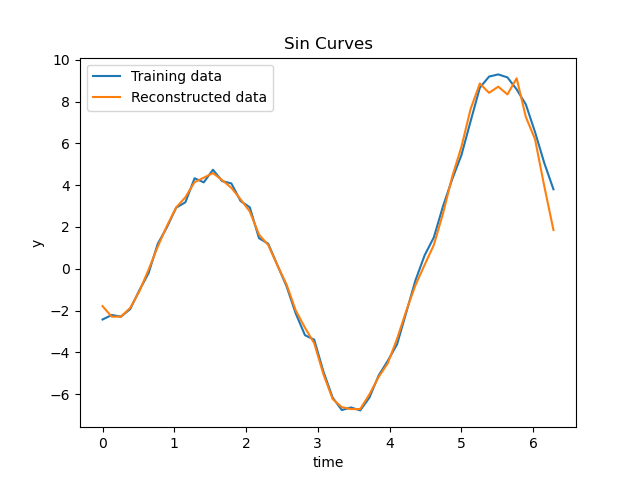 Sin Curves
Training data
Reconstructed data
10
8
6
4
2
0
−2
−4
−6
y
0 1 2 3 4 5 6
time